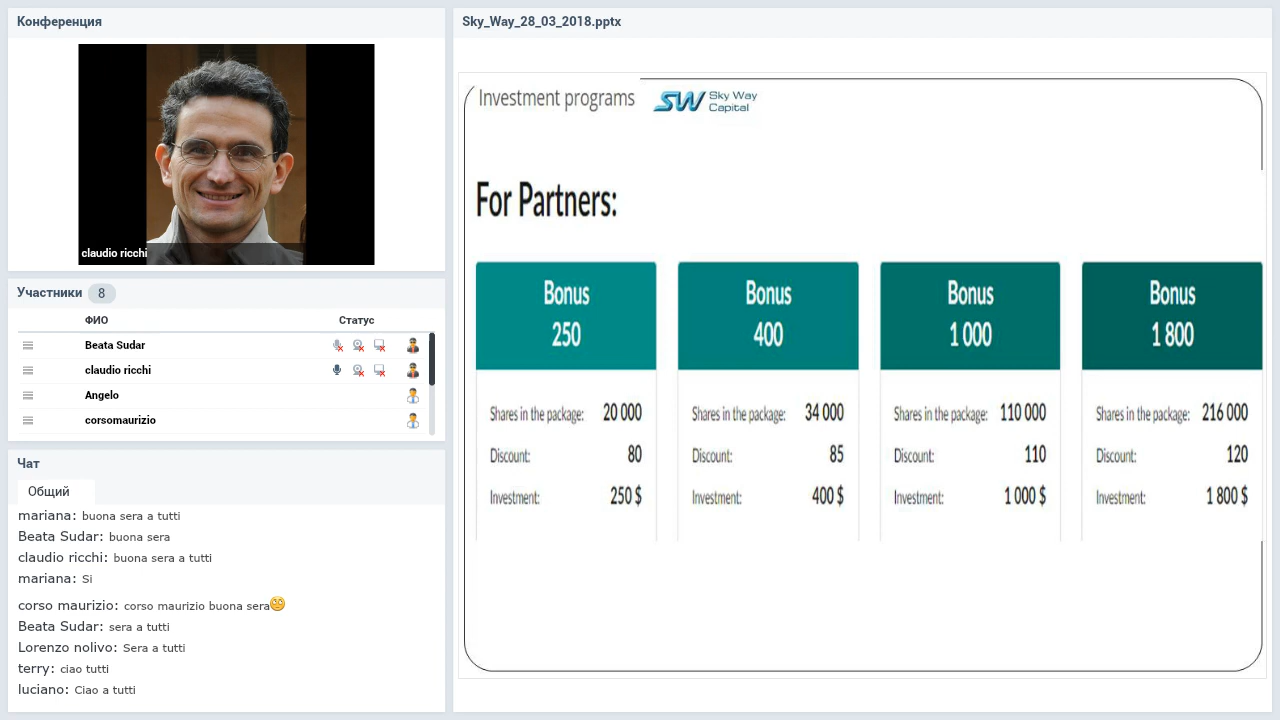 Конференция
claudio ricchi
Участники 8
ФИО Статус
Beata Sudar
claudio ricchi
Angelo
corsomaurizio
Чат
Общий
mariana: buona sera a tutti
Beata Sudar: buona sera
claudio ricchi: buona sera a tutti
mariana: Si
corso maurizio: corso maurizio buona sera
Beata Sudar: sera a tutti
Lorenzo nolivo: Sera a tutti
terry: ciao tutti
luciano: Ciao a tutti
Sky_Way_28_03_2018.pptx
Investment programs
SW Sky Way
Capital
For Partners:
Bonus
250
Shares in the package: 20 000
Discount: 80
Investment: 250 $
Bonus
400
Shares in the package: 34 000
Discount: 85
Investment: 400 $
Bonus
1 000
Shares in the package: 110 000
Discount: 110
Investment: 1 000 $
Bonus
1 800
Shares in the package: 216 000
Discount: 120
Investment: 1 800 $